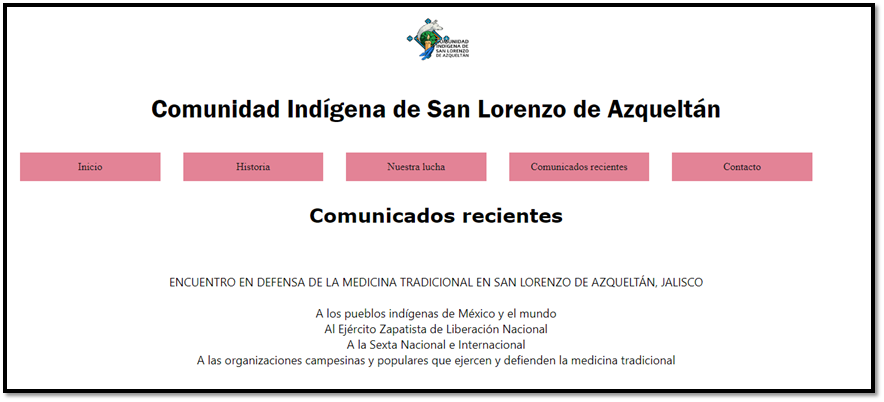 COMUNIDAD
INDÍGENA DE
SAN LORENZO
DE AZQUELTÁN
Comunidad Indígena de San Lorenzo de Azqueltán
Inicio
Historia
Nuestra lucha
Comunicados recientes
Contacto
Comunicados recientes
ENCUENTRO EN DEFENSA DE LA MEDICINA TRADICIONAL EN SAN LORENZO DE AZQUELTÁN, JALISCO
A los pueblos indígenas de México y el mundo
Al Ejército Zapatista de Liberación Nacional
A la Sexta Nacional e Internacional
A las organizaciones campesinas y populares que ejercen y defienden la medicina tradicional